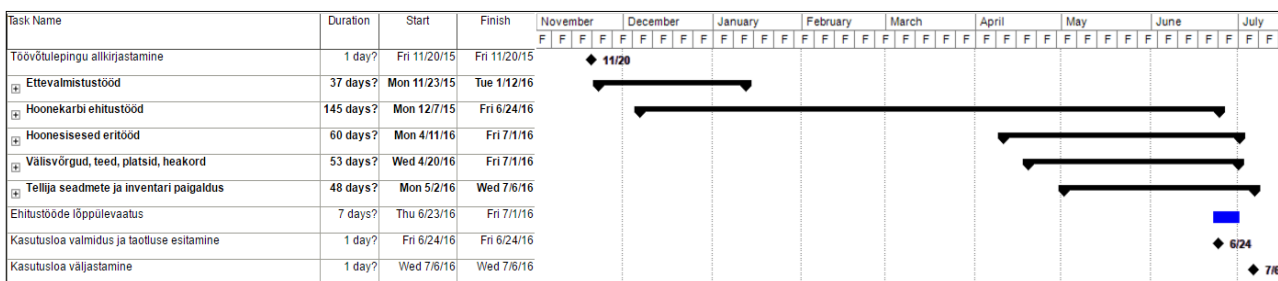 Task Name Duration Start Finish November December January February March April May June July
F F F F F F F F F F F F F F F F F F F F F F F F F F F F F F F F F F F F F
Töövõtulepingu allkirjastamine 1 day? Fri 11/20/15 Fri 11/20/15 11/20
Ettevalmistustööd 37 days? Mon 11/23/15 Tue 1/12/16
Hoonekarbi ehitustööd 145 days? Mon 12/7/15 Fri 6/24/16
Hoonesisesed eritööd 60 days? Mon 4/11/16 Fri 7/1/16
Välisvõrgud, teed, platsid, heakord 53 days? Wed 4/20/16 Fri 7/1/16
Tellija seadmete ja inventari paigaldus 48 days? Mon 5/2/16 Wed 7/6/16
Ehitustööde lõppülevaatus 7 days? Thu 6/23/16 Fri 7/1/16
Kasutusloa valmidus ja taotluse esitamine 1 day? Fri 6/24/16 Fri 6/24/16 6/24
Kasutusloa väljastamine 1 day? Wed 7/6/16 Wed 7/6/16 7/6